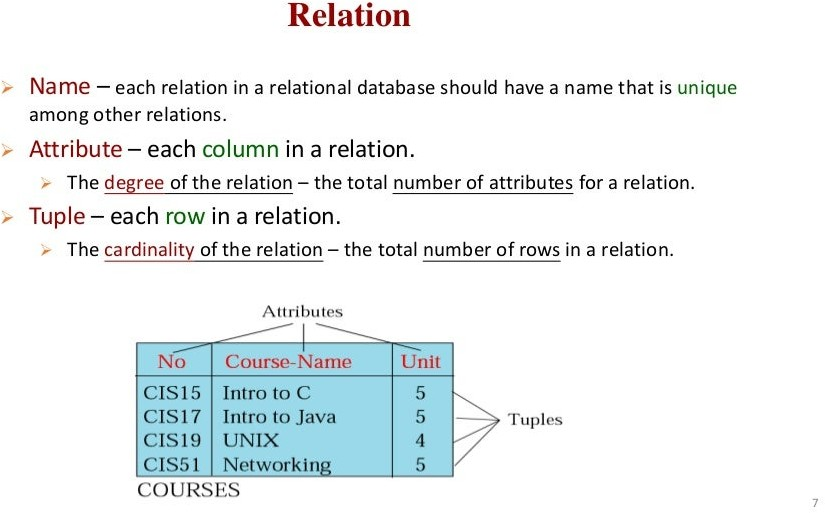 Relation
Name – each relation in a relational database should have a name that is unique
among other relations.
Attribute – each column in a relation.
The degree of the relation – the total number of attributes for a relation.
Tuple – each row in a relation.
The cardinality of the relation – the total number of rows in a relation.
Attributes
No Course-Name Unit
CIS15 Intro to C 5
CIS17 Intro to Java 5
CIS19 UNIX 4
CIS51 Networking 5
Tuples
COURSES
7